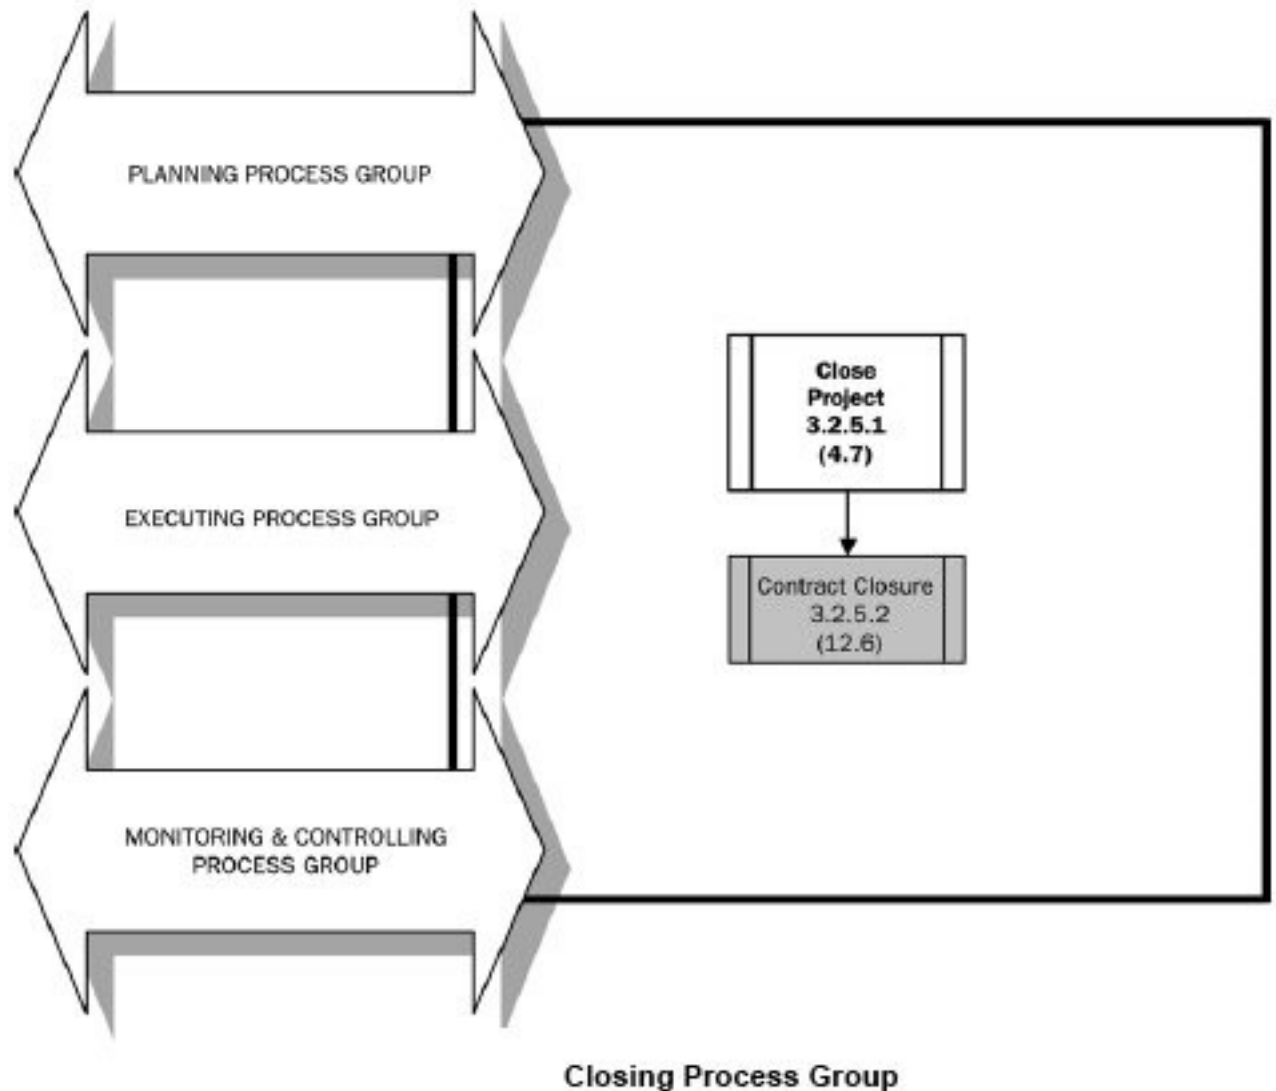 PLANNING PROCESS GROUP
Close
Project
3.2.5.1
(4.7)
EXECUTING PROCESS GROUP
Contract Closure
3.2.5.2
(12.6)
MONITORING & CONTROLLING
PROCESS GROUP
Closing Process Group